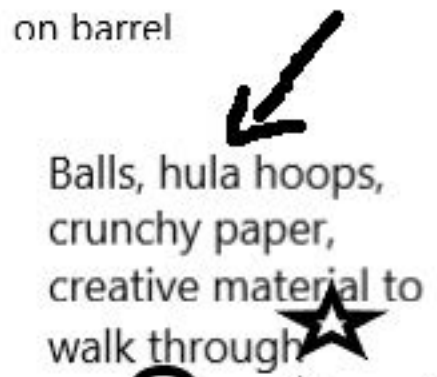 on barrel
Balls, hula hoops,
crunchy paper,
creative material to
walk through